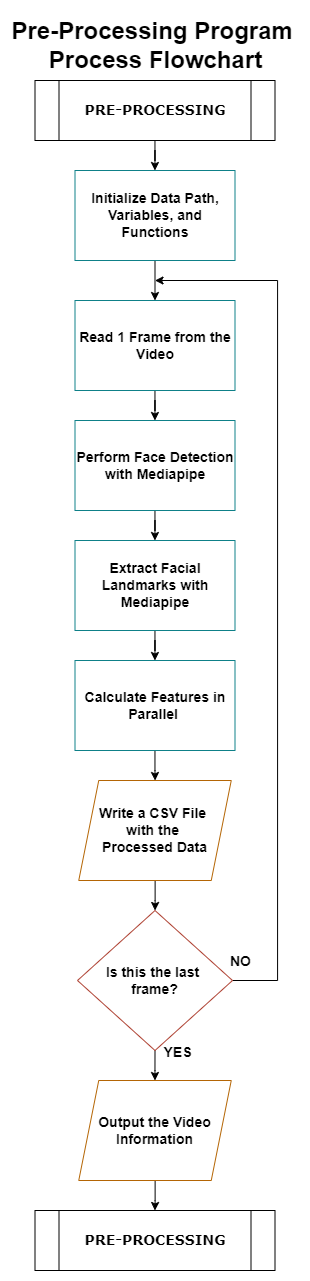 Pre-Processing Program
Process Flowchart
PRE-PROCESSING
Initialize Data Path,
Variables, and
Functions
Read 1 Frame from the
Video
Perform Face Detection
with Mediapipe
Extract Facial
Landmarks with
Mediapipe
Calculate Features in
Parallel
Write a CSV File
with the
Processed Data
Is this the last
frame?
NO
YES
Output the Video
Information
PRE-PROCESSING